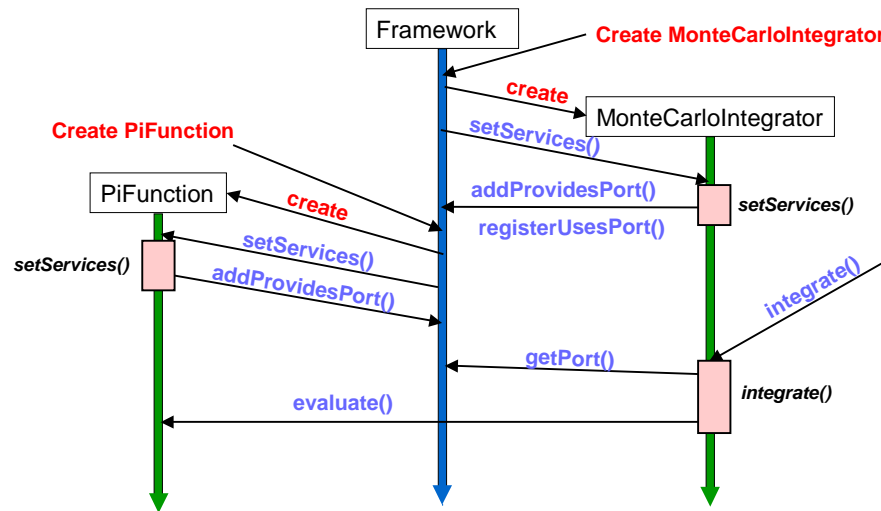 Framework
Create MonteCarloIntegrator
create
MonteCarloIntegrator
Create PiFunction
setServices()
PiFunction
create
addProvidesPort()
setServices()
registerUsesPort()
setServices()
setServices()
addProvidesPort()
integrate()
getPort()
integrate()
evaluate()